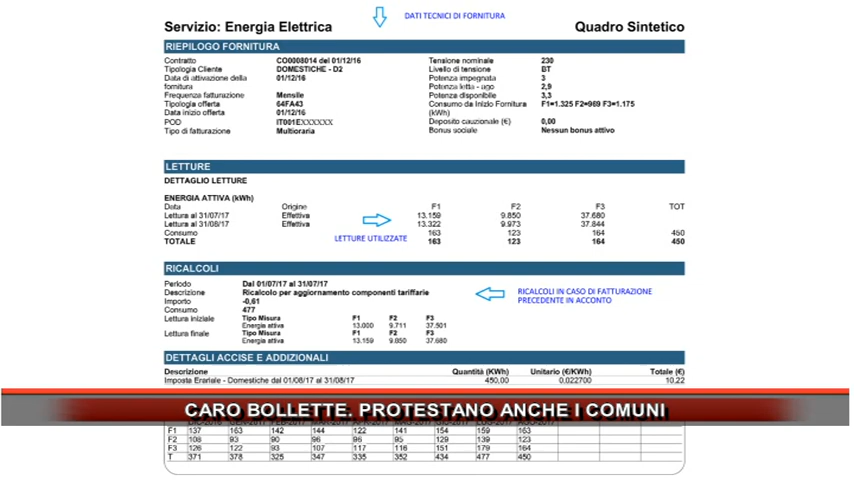 DATI TECNICI DI FORNITURA
Servizio: Energia Elettrica Quadro Sintetico
RIEPILOGO FORNITURA
Contratto CO0008014 del 01/12/16 Tensione nominale 230
Tipologia Cliente DOMESTICHE - D2 Livello di tensione BT
Data di attivazione della fornitura 01/12/16 Potenza impegnata 3
Potenza letta - ago 2,9
Frequenza fatturazione Mensile Potenza disponibile 3,3
Tipologia offerta 64FA43 Consumo da Inizio Fornitura (kWh) F1=1.325 F2=969 F3=1.175
Data inizio offerta 01/12/16
POD IT001EXXXXXX Deposito cauzionale (€) 0,00
Tipo di fatturazione Multioraria Bonus sociale Nessun bonus attivo
LETTURE
DETTAGLIO LETTURE
ENERGIA ATTIVA (kWh)
Data Origine F1 F2 F3 TOT
Lettura al 31/07/17 Effettiva 13.159 9.850 37.680
Lettura al 31/08/17 Effettiva 13.322 9.973 37.844
Consumo 163 123 164 450
LETTURE UTILIZZATE
TOTALE 163 123 164 450
RICALCOLI
Periodo Dal 01/07/17 al 31/07/17
Descrizione Ricalcolo per aggiornamento componenti tariffarie
RICALCOLI IN CASO DI FATTURAZIONE
PRECEDENTE IN ACCONTO
Importo -0,61
Consumo 477
Lettura iniziale Tipo Misura F1 F2 F3
Energia attiva 13.000 9.711 37.501
Lettura finale Tipo Misura F1 F2 F3
Energia attiva 13.159 9.850 37.680
DETTAGLI ACCISE E ADDIZIONALI
Descrizione Quantità (KWh) Unitario (€/KWh) Totale (€)
Imposta Erariale - Domestiche dal 01/08/17 al 31/08/17 450,00 0,022700 10,22
CARO BOLLETTE. PROTESTANO ANCHE I COMUNI
F1 137 163 142 144 122 141 154 159 163
F2 108 93 90 96 96 95 129 139 123
F3 126 122 93 107 117 116 151 179 164
T 371 378 325 347 335 352 434 477 450